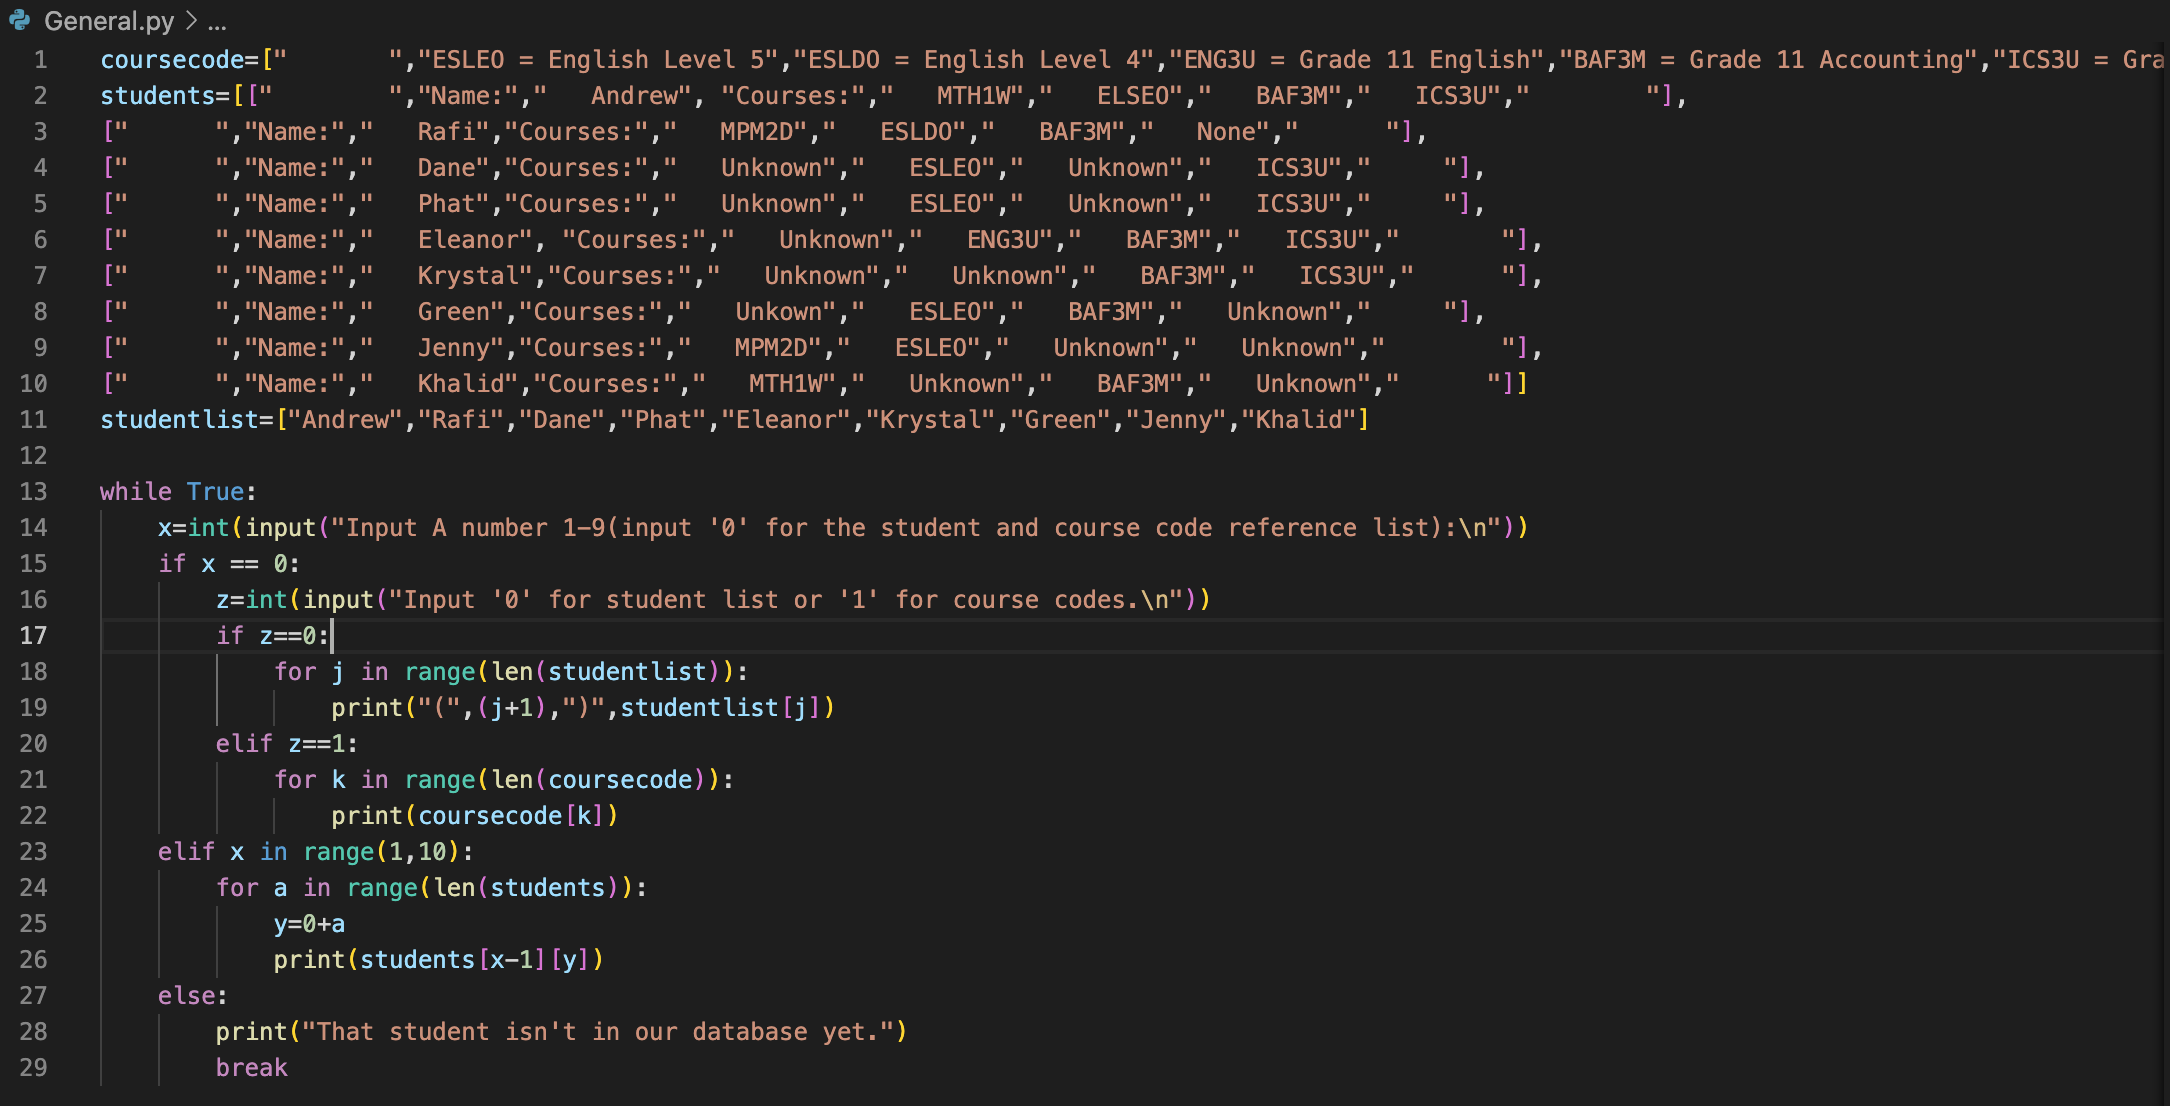 General.py > ...
1 coursecode=["       ","ESLEO = English Level 5","ESLDO = English Level 4","ENG3U = Grade 11 English","BAF3M = Grade 11 Accounting","ICS3U = Gra
2 students=[["        ","Name:","   Andrew", "Courses:","   MTH1W","   ELSEO","   BAF3M","   ICS3U","        "],
3 ["      ","Name:","   Rafi","Courses:","   MPM2D","   ESLDO","   BAF3M","   None","      "],
4 ["      ","Name:","   Dane","Courses:","   Unknown","   ESLEO","   Unknown","   ICS3U","     "],
5 ["      ","Name:","   Phat","Courses:","   Unknown","   ESLEO","   Unknown","   ICS3U","     "],
6 ["      ","Name:","   Eleanor", "Courses:","   Unknown","   ENG3U","   BAF3M","   ICS3U","       "],
7 ["      ","Name:","   Krystal","Courses:","   Unknown","   Unknown","   BAF3M","   ICS3U","      "],
8 ["      ","Name:","   Green","Courses:","   Unkown","   ESLEO","   BAF3M","   Unknown","     "],
9 ["      ","Name:","   Jenny","Courses:","   MPM2D","   ESLEO","   Unknown","   Unknown","        "],
10 ["      ","Name:","   Khalid","Courses:","   MTH1W","   Unknown","   BAF3M","   Unknown","      "]]
11 studentlist=["Andrew","Rafi","Dane","Phat","Eleanor","Krystal","Green","Jenny","Khalid"]
12
13 while True:
14     x=int(input("Input A number 1-9(input '0' for the student and course code reference list):\n"))
15     if x == 0:
16         z=int(input("Input '0' for student list or '1' for course codes.\n"))
17         if z==0:
18             for j in range(len(studentlist)):
19                 print("(",(j+1),")",studentlist[j])
20         elif z==1:
21             for k in range(len(coursecode)):
22                 print(coursecode[k])
23     elif x in range(1,10):
24         for a in range(len(students)):
25             y=0+a
26             print(students[x-1][y])
27     else:
28         print("That student isn't in our database yet.")
29         break